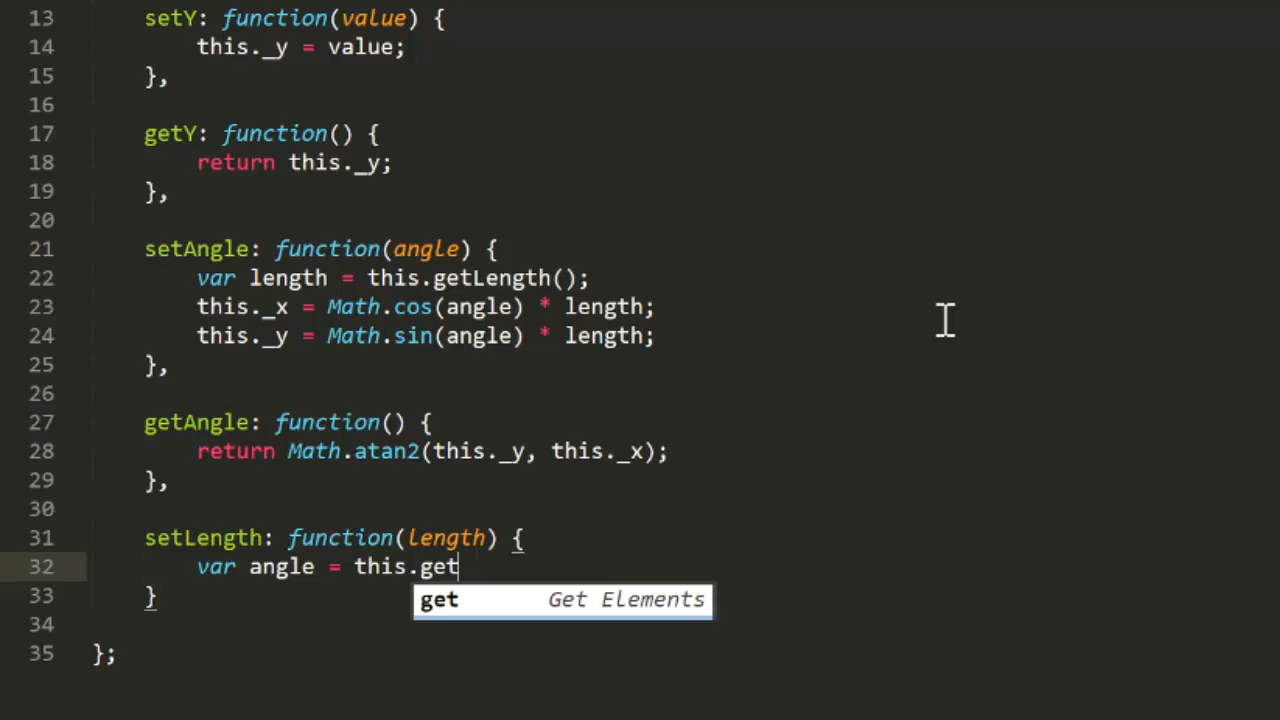 13 setY: function(value) {
14 this._y = value;
15 },
16
17 getY: function() {
18 return this._y;
19 },
20
21 setAngle: function(angle) {
22 var length = this.getLength();
23 this._x = Math.cos(angle) * length;
24 this._y = Math.sin(angle) * length;
25 },
26
27 getAngle: function() {
28 return Math.atan2(this._y, this._x);
29 },
30
31 setLength: function(length) {
32 var angle = this.get
33 }
get Get Elements
34
35 };